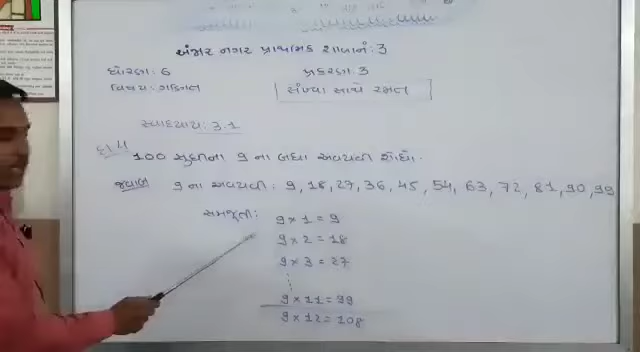 અંજાર નગર પ્રાથમિક શાળા નં: 3
ધોરણ: 6 પ્રકરણ: 3
વિષય: ગણિત સંખ્યા સાથે રમત
સ્વાધ્યાય: 3.1
100 સુધીના 9 ના બધા અવયવી શોધો.
જવાબ 9 ના અવયવી: 9, 18, 27, 36, 45, 54, 63, 72, 81, 90, 99
સમજૂતી: 9 × 1 = 9
9 × 2 = 18
9 × 3 = 27
9 × 11 = 99
9 × 12 = 108